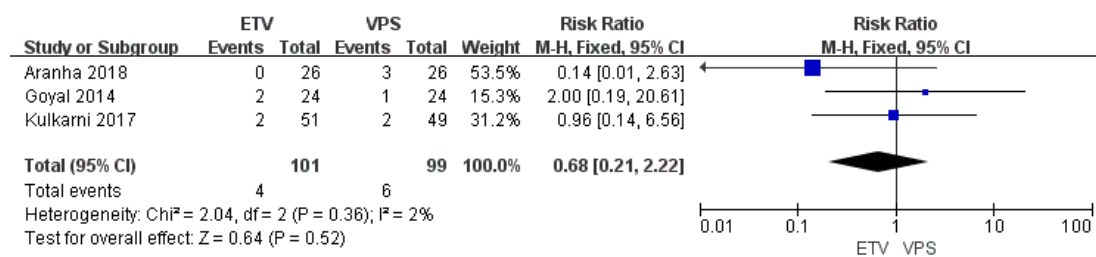 ETV VPS Risk Ratio Risk Ratio
Study or Subgroup Events Total Events Total Weight M-H, Fixed, 95% CI M-H, Fixed, 95% CI
Aranha 2018 0 26 3 26 53.5% 0.14 [0.01, 2.63]
Goyal 2014 2 24 1 24 15.3% 2.00 [0.19, 20.61]
Kulkarni 2017 2 51 2 49 31.2% 0.96 [0.14, 6.56]
Total (95% CI) 101 99 100.0% 0.68 [0.21, 2.22]
Total events 4 6
Heterogeneity: Chi² = 2.04, df = 2 (P = 0.36); I² = 2%
Test for overall effect: Z = 0.64 (P = 0.52)
0.01 0.1 1 10 100
ETV VPS